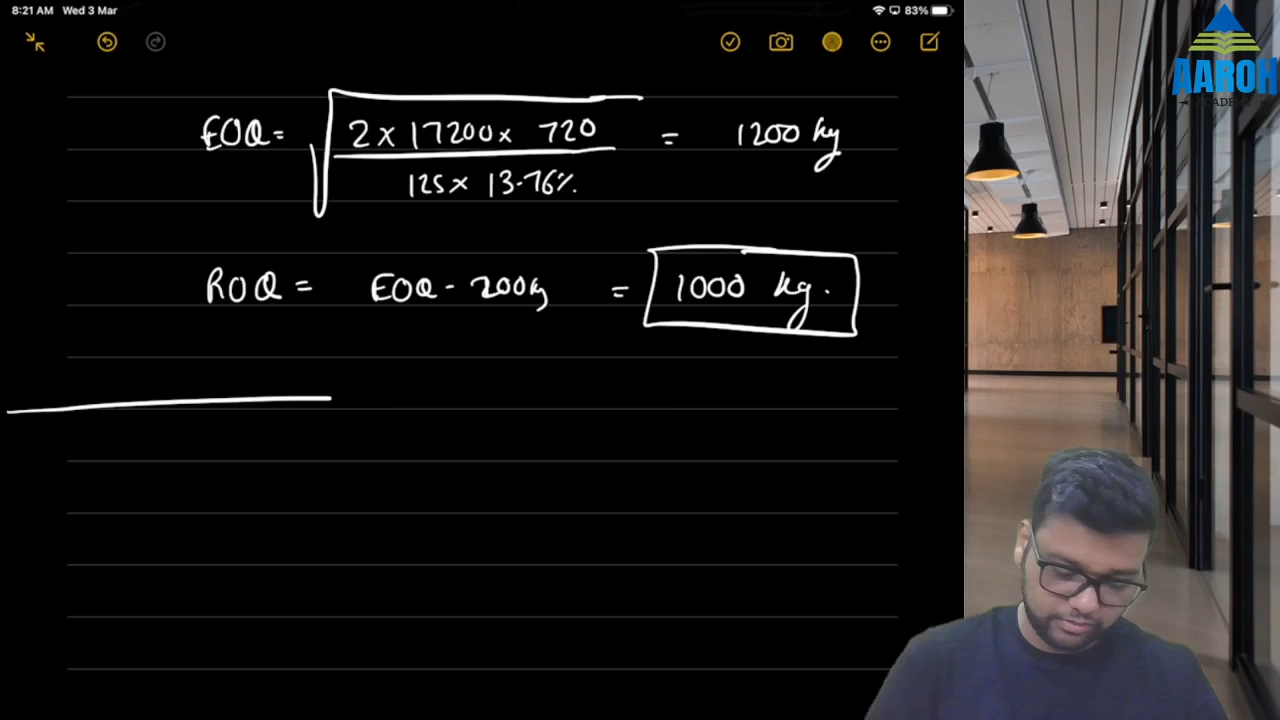 8:21 AM Wed 3 Mar
83%
AAROH
ACADEMY
EOQ = √ 2 x 17200 x 720 = 1200 kg
125 x 13.76%
ROQ = EOQ - 200kg = 1000 kg.